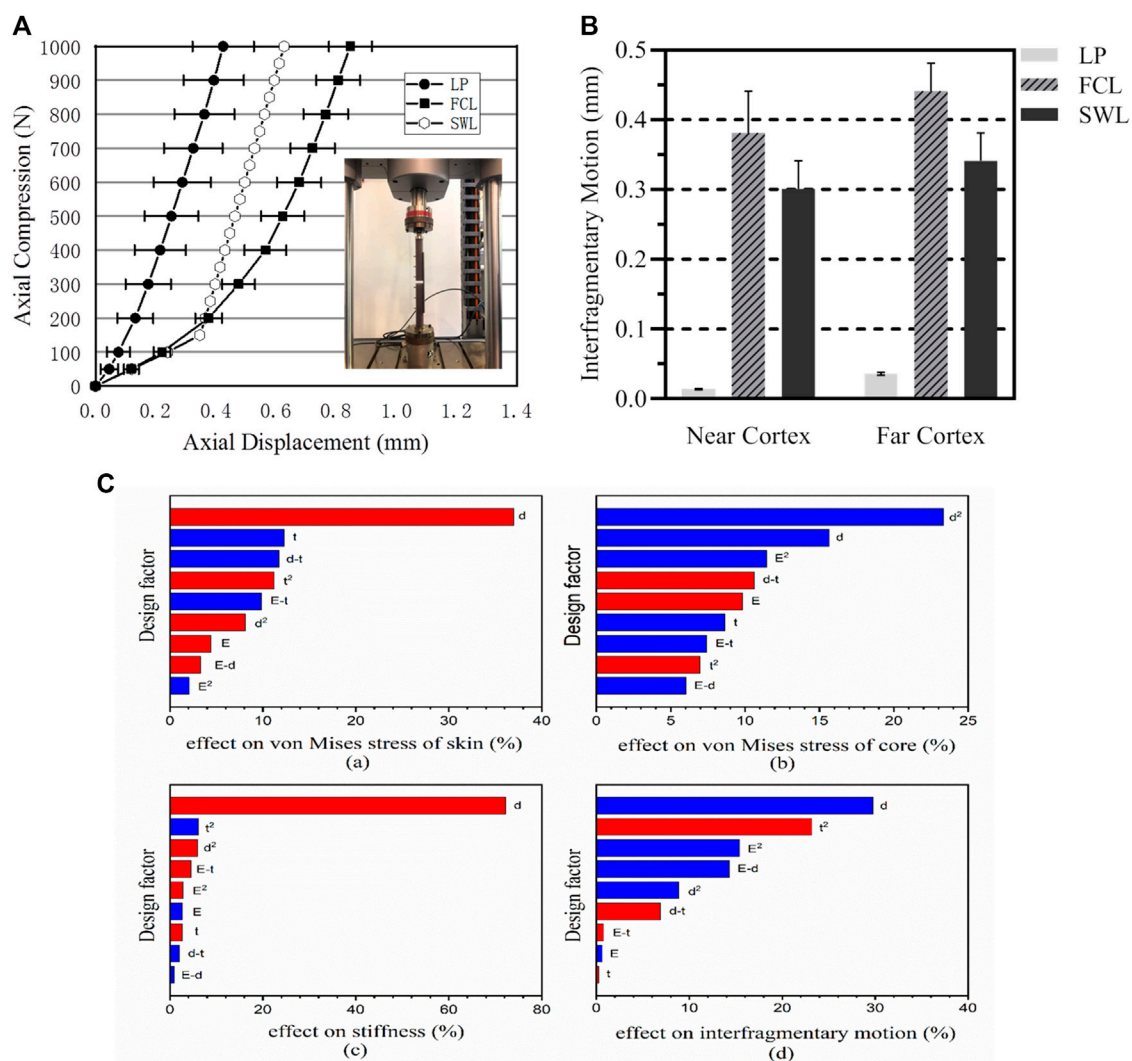 A
1000
900
800
700
600
500
400
300
200
100
0
Axial Compression (N)
LP
FCL
SWL
0.0 0.2 0.4 0.6 0.8 1.0 1.2 1.4
Axial Displacement (mm)
B
0.5
0.4
0.3
0.2
0.1
0.0
Interfragmentary Motion (mm)
LP
FCL
SWL
Near Cortex Far Cortex
C
Design factor
d
t
d-t
t²
E-t
d²
E
E-d
E²
0 10 20 30 40
effect on von Mises stress of skin (%)
(a)
Design factor
d²
d
E²
d-t
E
t
E-t
t²
E-d
0 5 10 15 20 25
effect on von Mises stress of core (%)
(b)
Design factor
d
t²
d²
E-t
E²
E
t
d-t
E-d
0 20 40 60 80
effect on stiffness (%)
(c)
Design factor
d
t²
E²
E-d
d²
d-t
E-t
E
t
0 10 20 30 40
effect on interfragmentary motion (%)
(d)